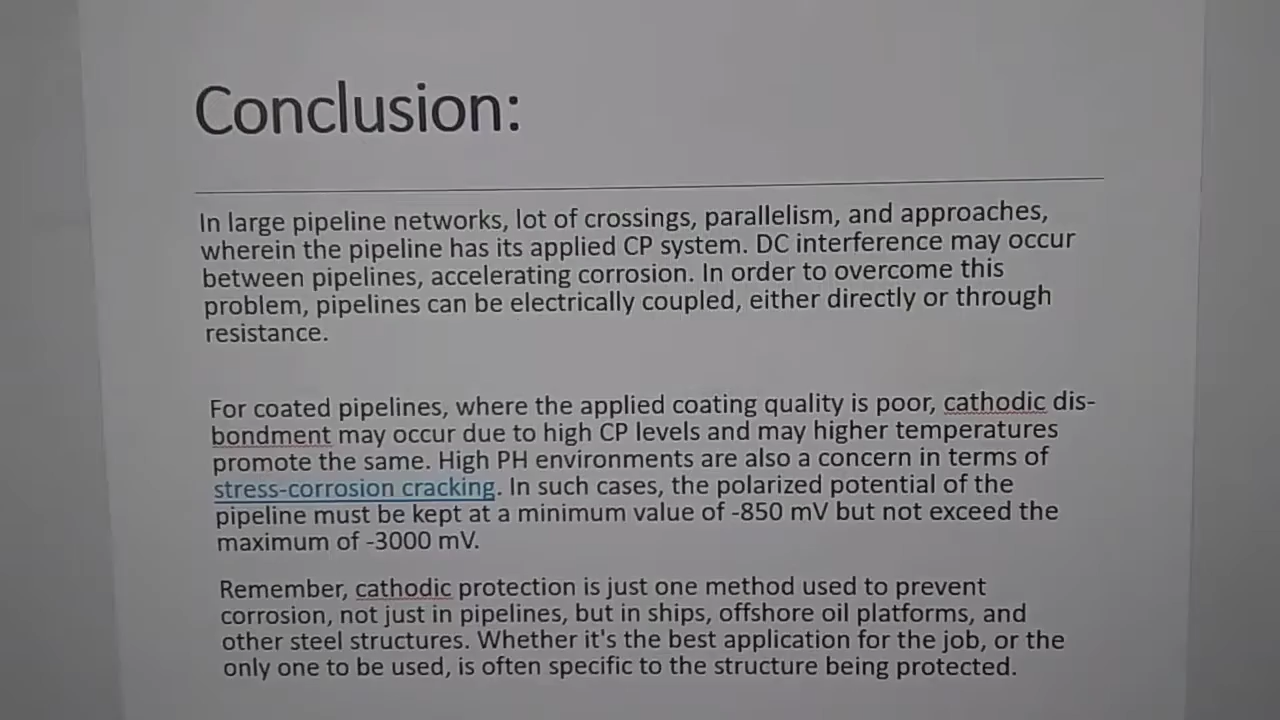 Conclusion:
In large pipeline networks, lot of crossings, parallelism, and approaches,
wherein the pipeline has its applied CP system. DC interference may occur
between pipelines, accelerating corrosion. In order to overcome this
problem, pipelines can be electrically coupled, either directly or through
resistance.
For coated pipelines, where the applied coating quality is poor, cathodic dis-
bondment may occur due to high CP levels and may higher temperatures
promote the same. High PH environments are also a concern in terms of
stress-corrosion cracking. In such cases, the polarized potential of the
pipeline must be kept at a minimum value of -850 mV but not exceed the
maximum of -3000 mV.
Remember, cathodic protection is just one method used to prevent
corrosion, not just in pipelines, but in ships, offshore oil platforms, and
other steel structures. Whether it's the best application for the job, or the
only one to be used, is often specific to the structure being protected.